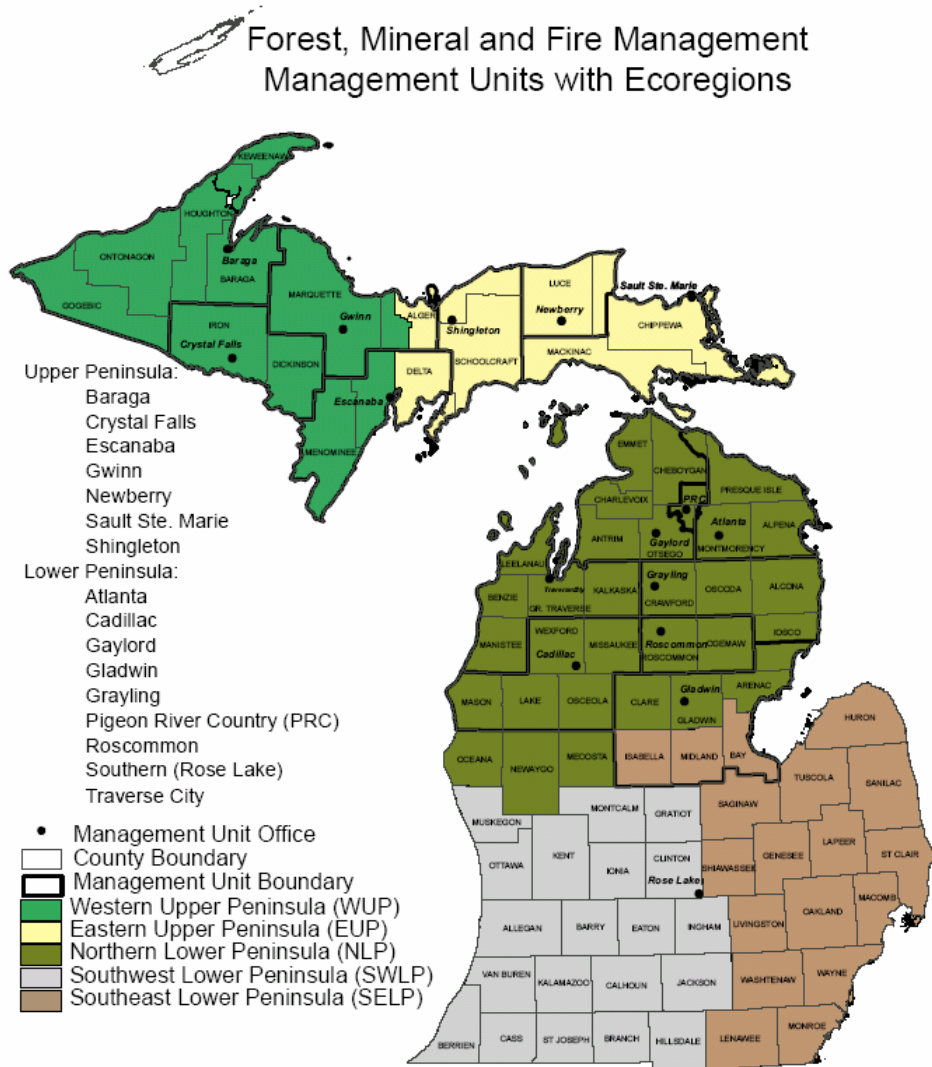 Forest, Mineral and Fire Management
Management Units with Ecoregions
KEWEENAW
HOUGHTON
ONTONAGON
Baraga
BARAGA
GOGEBIC
MARQUETTE
Gwinn
IRON
Crystal Falls
DICKINSON
ALGER
Shingleton
LUCE
Newberry
Sault Ste. Marie
CHIPPEWA
MACKINAC
SCHOOLCRAFT
DELTA
Escanaba
MENOMINEE
Upper Peninsula:
Baraga
Crystal Falls
Escanaba
Gwinn
Newberry
Sault Ste. Marie
Shingleton
Lower Peninsula:
Atlanta
Cadillac
Gaylord
Gladwin
Grayling
Pigeon River Country (PRC)
Roscommon
Southern (Rose Lake)
Traverse City
EMMET
CHEBOYGAN
PRESQUE ISLE
CHARLEVOIX
PRC
Atlanta
ALPENA
ANTRIM
Gaylord
OTSEGO
MONTMORENCY
LEELANAU
Grayling
BENZIE
KALKASKA
CRAWFORD
OSCODA
ALCONA
GR. TRAVERSE
MANISTEE
WEXFORD
Cadillac
MISSAUKEE
Roscommon
ROSCOMMON
OGEMAW
IOSCO
MASON
LAKE
OSCEOLA
CLARE
Gladwin
GLADWIN
ARENAC
HURON
OCEANA
NEWAYGO
MECOSTA
ISABELLA
MIDLAND
BAY
TUSCOLA
SANILAC
MUSKEGON
MONTCALM
GRATIOT
SAGINAW
OTTAWA
KENT
IONIA
CLINTON
Rose Lake
SHIAWASSEE
GENESEE
LAPEER
ST CLAIR
ALLEGAN
BARRY
EATON
INGHAM
LIVINGSTON
OAKLAND
MACOMB
VAN BUREN
KALAMAZOO
CALHOUN
JACKSON
WASHTENAW
WAYNE
BERRIEN
CASS
ST JOSEPH
BRANCH
HILLSDALE
LENAWEE
MONROE
Management Unit Office
County Boundary
Management Unit Boundary
Western Upper Peninsula (WUP)
Eastern Upper Peninsula (EUP)
Northern Lower Peninsula (NLP)
Southwest Lower Peninsula (SWLP)
Southeast Lower Peninsula (SELP)